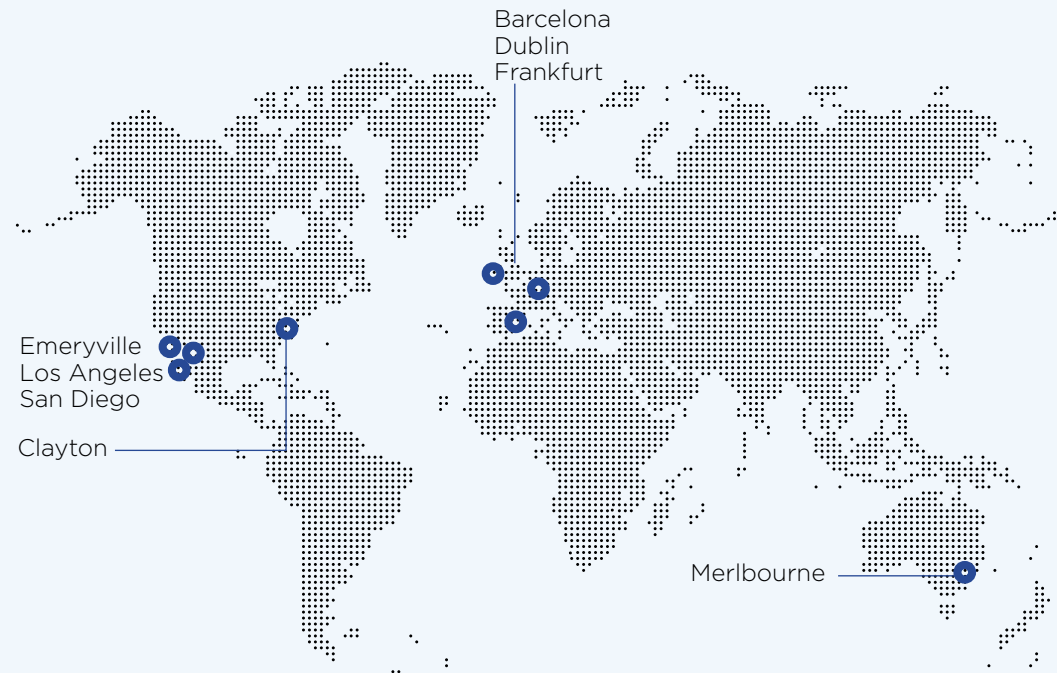 Barcelona
Dublin
Frankfurt
Emeryville
Los Angeles
San Diego
Clayton
Merlbourne